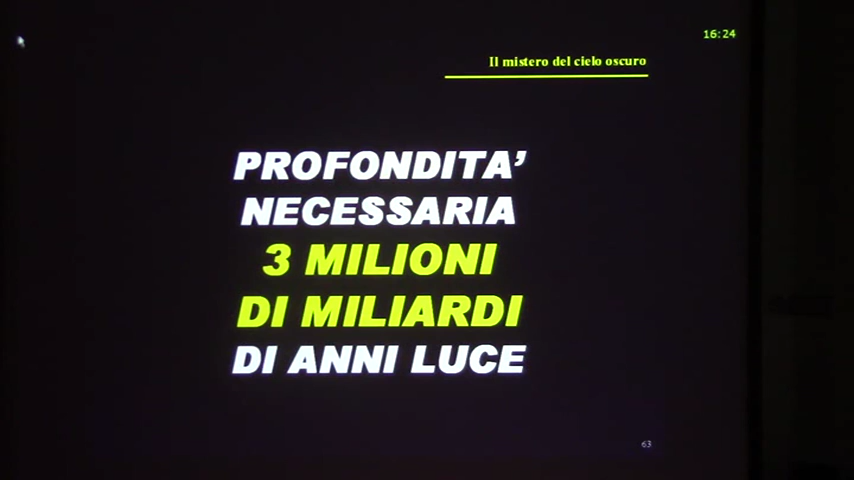 16:24
Il mistero del cielo oscuro
PROFONDITA’
NECESSARIA
3 MILIONI
DI MILIARDI
DI ANNI LUCE
63